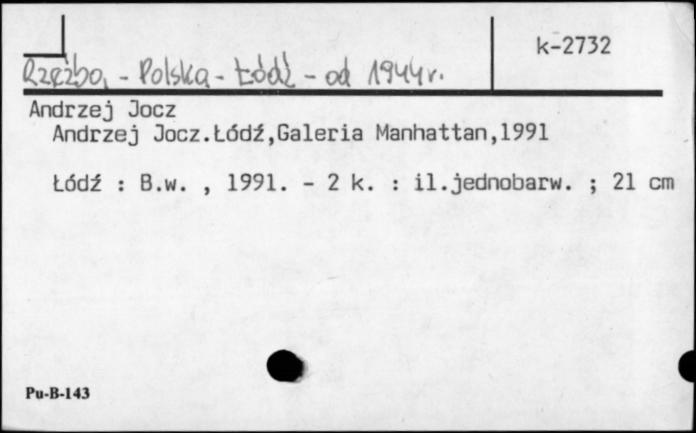 k-2732
Rzeźba, - Polska - Łódź - od 1944r.
Andrzej Jocz
Andrzej Jocz.Łódź,Galeria Manhattan,1991
Łódź : B.w. , 1991. - 2 k. : il.jednobarw. ; 21 cm
Pu-B-143